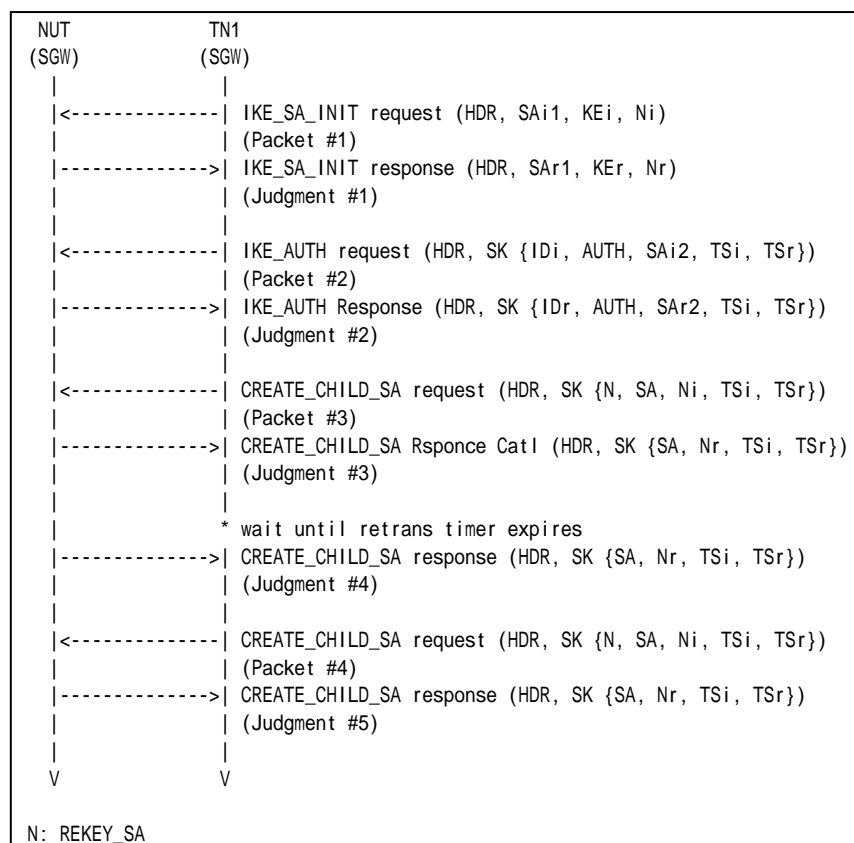 NUT TN1
(SGW) (SGW)
| |
|<--------------| IKE_SA_INIT request (HDR, SAi1, KEi, Ni)
| | (Packet #1)
|-------------->| IKE_SA_INIT response (HDR, SAr1, KEr, Nr)
| | (Judgment #1)
| |
|<--------------| IKE_AUTH request (HDR, SK {IDi, AUTH, SAi2, TSi, TSr})
| | (Packet #2)
|-------------->| IKE_AUTH Response (HDR, SK {IDr, AUTH, SAr2, TSi, TSr})
| | (Judgment #2)
| |
|<--------------| CREATE_CHILD_SA request (HDR, SK {N, SA, Ni, TSi, TSr})
| | (Packet #3)
|-------------->| CREATE_CHILD_SA Rsponce Catl (HDR, SK {SA, Nr, TSi, TSr})
| | (Judgment #3)
| |
| * wait until retrans timer expires
|-------------->| CREATE_CHILD_SA response (HDR, SK {SA, Nr, TSi, TSr})
| | (Judgment #4)
| |
|<--------------| CREATE_CHILD_SA request (HDR, SK {N, SA, Ni, TSi, TSr})
| | (Packet #4)
|-------------->| CREATE_CHILD_SA response (HDR, SK {SA, Nr, TSi, TSr})
| | (Judgment #5)
| |
V V
N: REKEY_SA